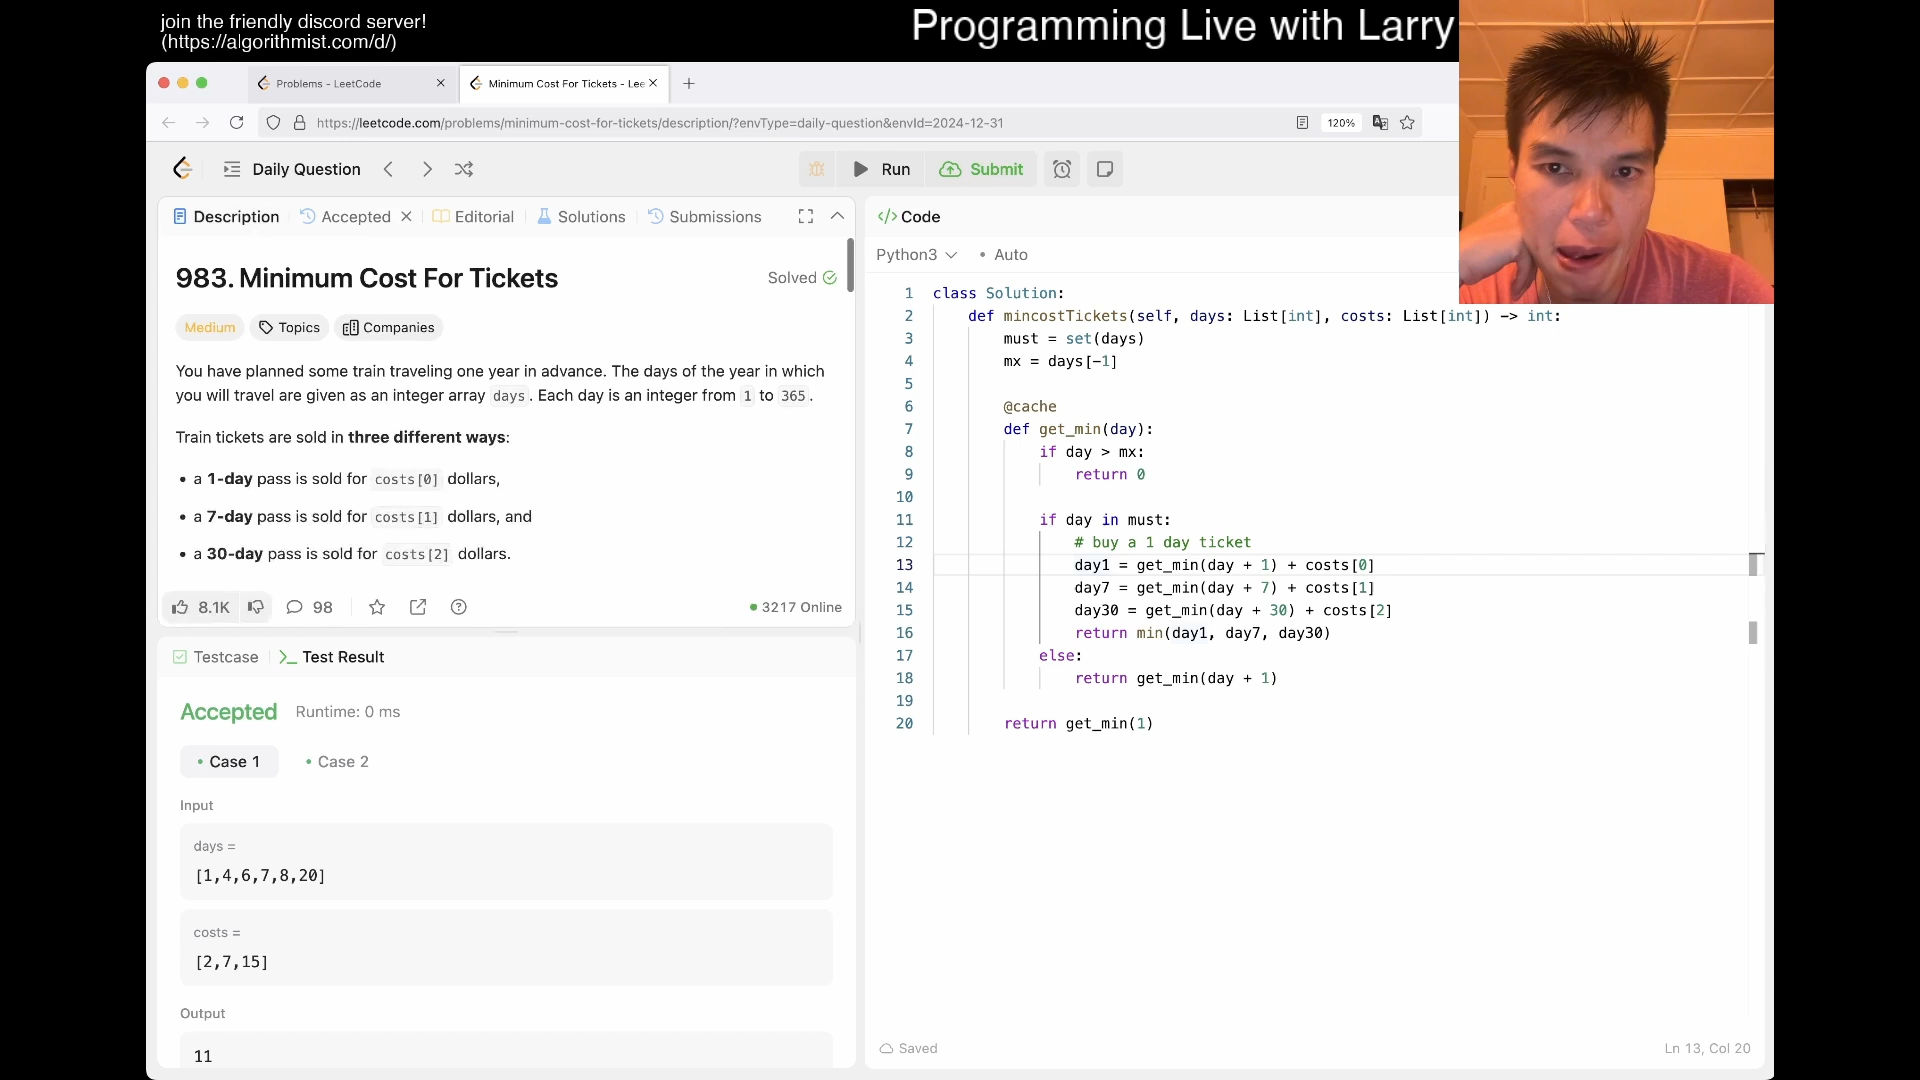 join the friendly discord server!
(https://algorithmist.com/d/)
Programming Live with Larry
Problems - LeetCode
Minimum Cost For Tickets - Lee
https://leetcode.com/problems/minimum-cost-for-tickets/description/?envType=daily-question&envId=2024-12-31
120%
Daily Question
Run
Submit
Description
Accepted
Editorial
Solutions
Submissions
983. Minimum Cost For Tickets
Solved
Medium
Topics
Companies
You have planned some train traveling one year in advance. The days of the year in which
you will travel are given as an integer array days. Each day is an integer from 1 to 365.
Train tickets are sold in three different ways:
• a 1-day pass is sold for costs[0] dollars,
• a 7-day pass is sold for costs[1] dollars, and
• a 30-day pass is sold for costs[2] dollars.
8.1K
98
3217 Online
Testcase
Test Result
Accepted
Runtime: 0 ms
Case 1
Case 2
Input
days =
[1,4,6,7,8,20]
costs =
[2,7,15]
Output
11
</> Code
Python3
• Auto
1 class Solution:
2 def mincostTickets(self, days: List[int], costs: List[int]) -> int:
3 must = set(days)
4 mx = days[-1]
5
6 @cache
7 def get_min(day):
8 if day > mx:
9 return 0
10
11 if day in must:
12 # buy a 1 day ticket
13 day1 = get_min(day + 1) + costs[0]
14 day7 = get_min(day + 7) + costs[1]
15 day30 = get_min(day + 30) + costs[2]
16 return min(day1, day7, day30)
17 else:
18 return get_min(day + 1)
19
20 return get_min(1)
Saved
Ln 13, Col 20